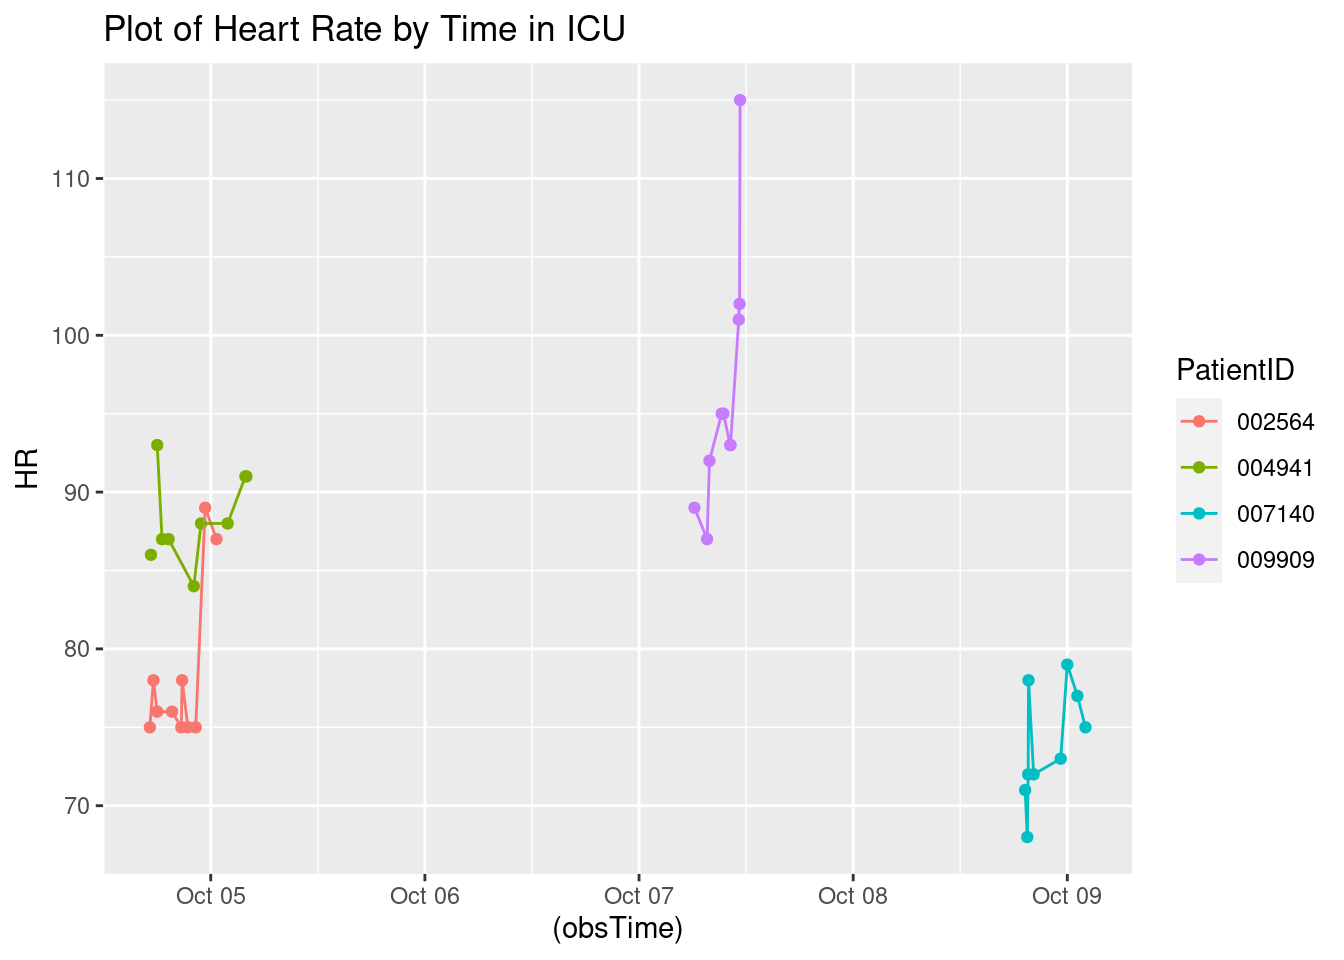 Plot of Heart Rate by Time in ICU
110
100
90
80
70
HR
Oct 05
Oct 06
Oct 07
Oct 08
Oct 09
(obsTime)
PatientID
002564
004941
007140
009909